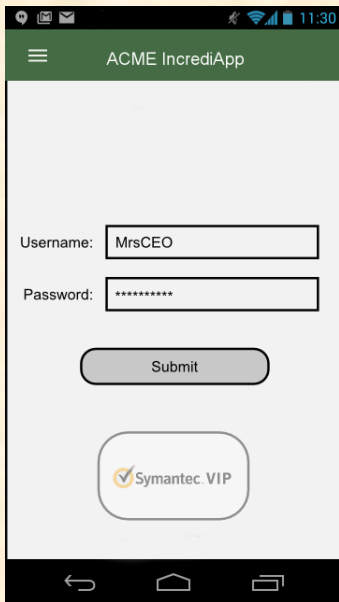 11:30
ACME IncrediApp
Username: MrsCEO
Password: **********
Submit
Symantec. VIP